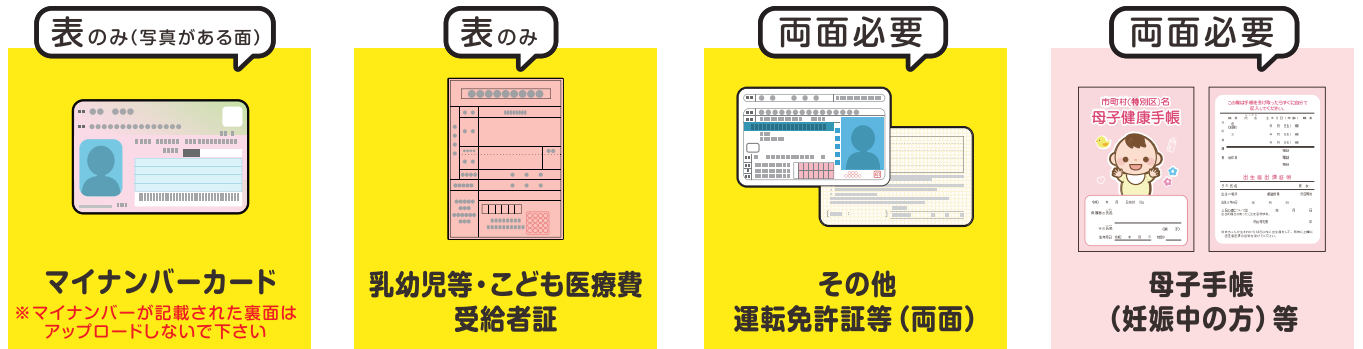 表のみ(写真がある面)
マイナンバーカード
※マイナンバーが記載された裏面は
アップロードしないで下さい
表のみ
乳幼児等・こども医療費
受給者証
両面必要
その他
運転免許証等(両面)
両面必要
市町村(特別区)名
母子健康手帳
この欄は手帳を受け取ったらすぐに自分で
記入してください。
出生届出済証明
母子手帳
(妊娠中の方)等